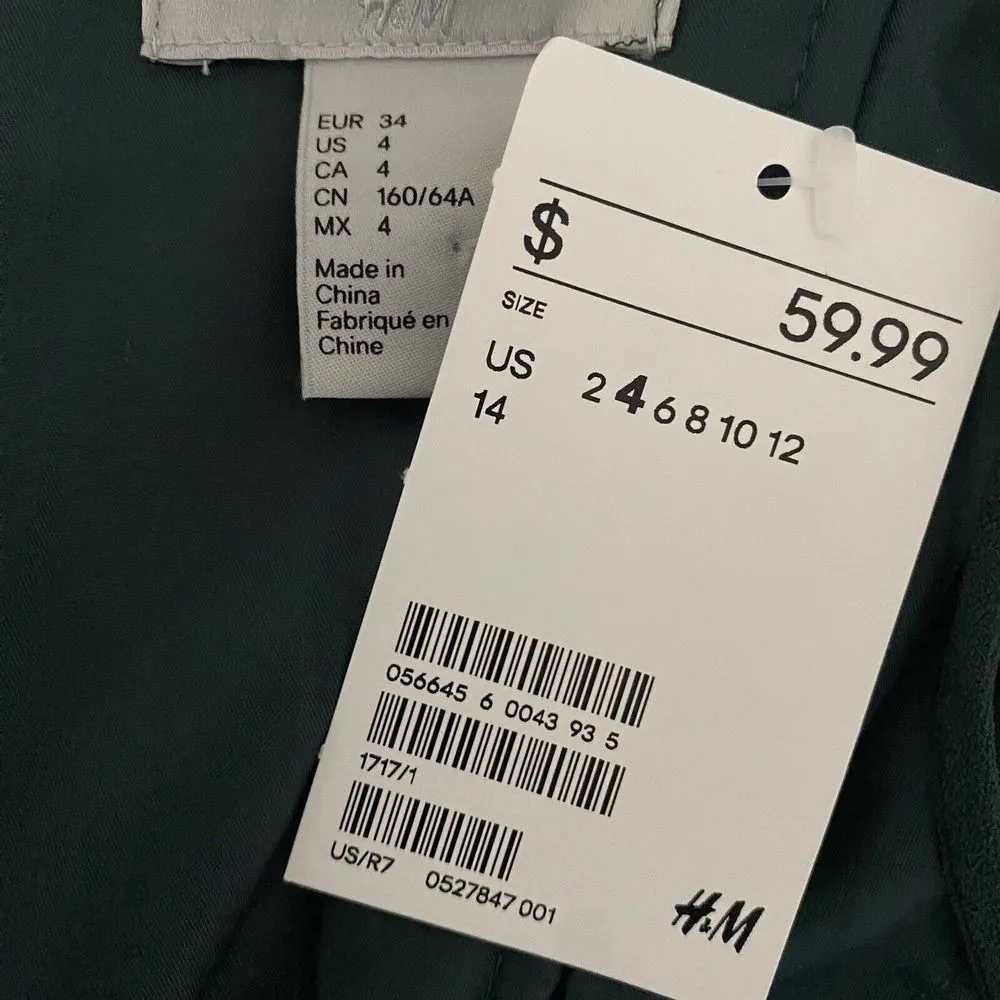 H&M
EUR 34
US 4
CA 4
CN 160/64A
MX 4
Made in
China
Fabriqué en
Chine
$
59.99
SIZE
US 2 4 6 8 10 12
14
056645 6 0043 93 5
1717/1
US/R7 0527847 001
H&M